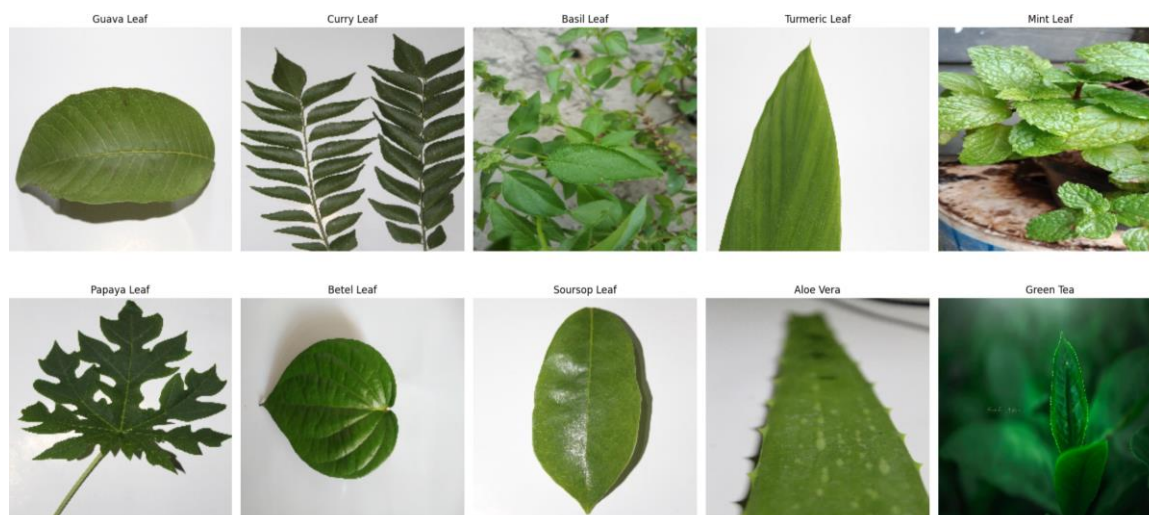 Guava Leaf
Curry Leaf
Basil Leaf
Turmeric Leaf
Mint Leaf
Papaya Leaf
Betel Leaf
Soursop Leaf
Aloe Vera
Green Tea